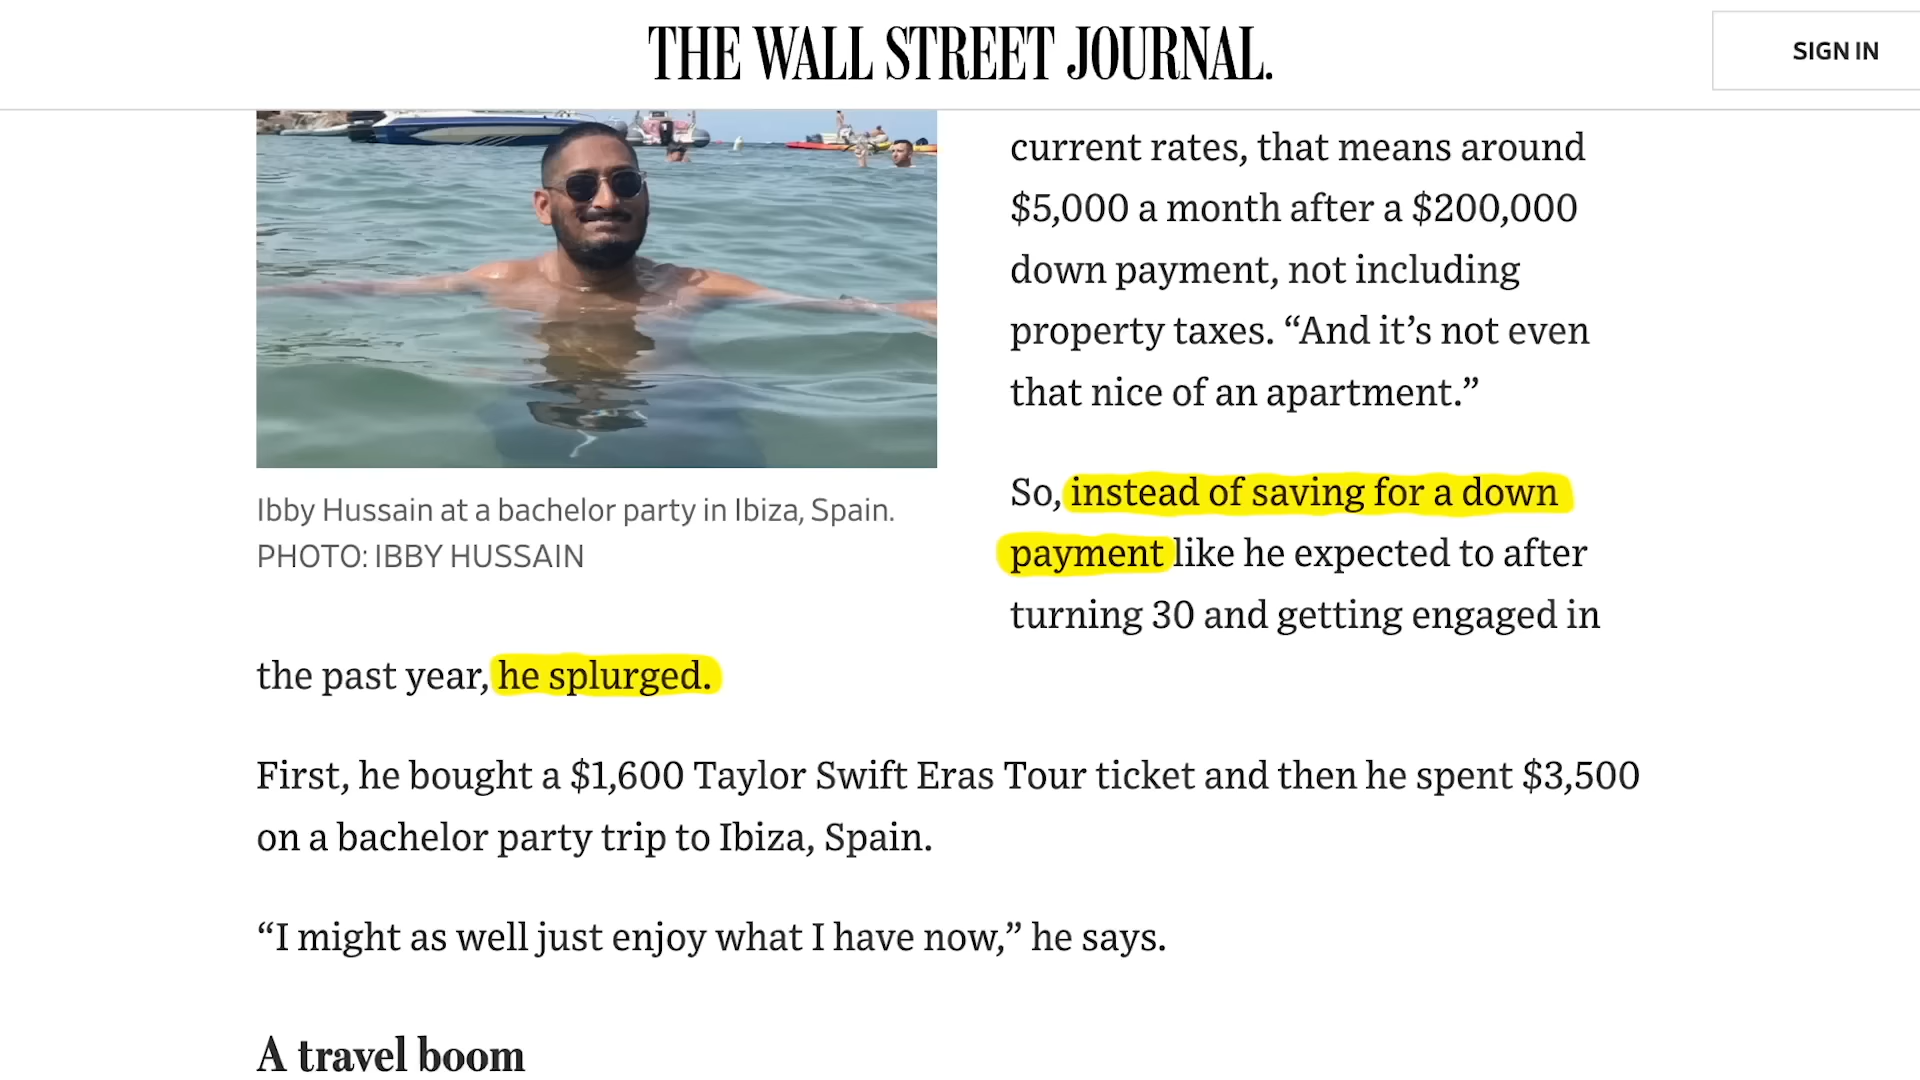 THE WALL STREET JOURNAL.
SIGN IN
Ibby Hussain at a bachelor party in Ibiza, Spain.
PHOTO: IBBY HUSSAIN
current rates, that means around
$5,000 a month after a $200,000
down payment, not including
property taxes. “And it’s not even
that nice of an apartment.”
So, instead of saving for a down
payment like he expected to after
turning 30 and getting engaged in
the past year, he splurged.
First, he bought a $1,600 Taylor Swift Eras Tour ticket and then he spent $3,500
on a bachelor party trip to Ibiza, Spain.
“I might as well just enjoy what I have now,” he says.
A travel boom